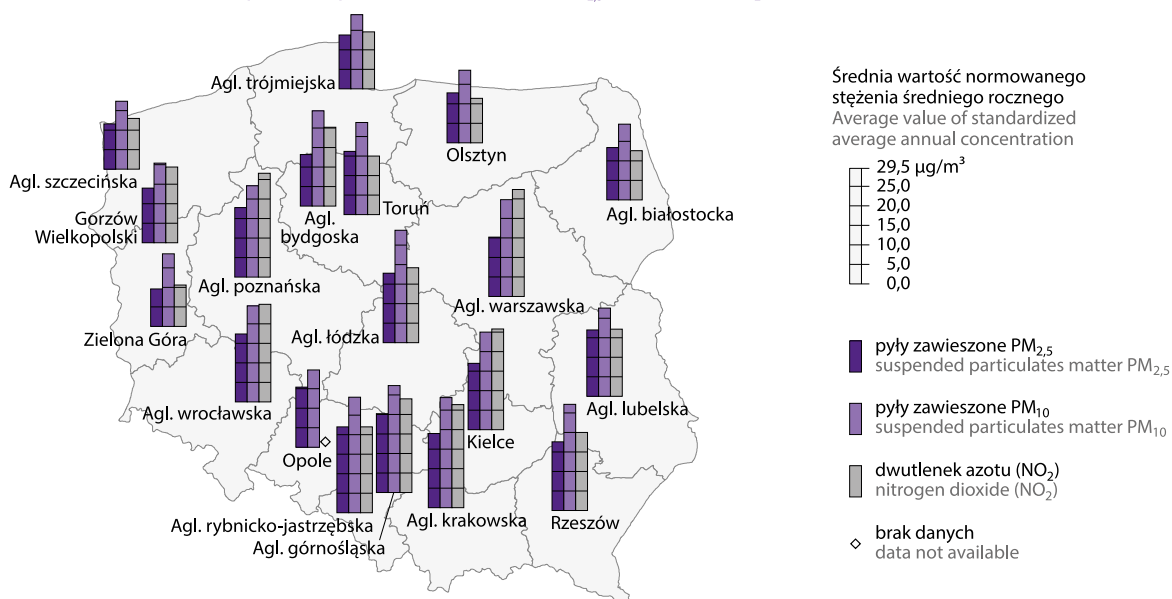 Agl. trójmiejska
Olsztyn
Agl. szczecińska
Agl. białostocka
Toruń
Agl.
bydgoska
Gorzów
Wielkopolski
Agl. poznańska
Agl. warszawska
Zielona Góra
Agl. łódzka
Agl. wrocławska
Agl. lubelska
Kielce
Opole
Agl. rybnicko-jastrzębska
Agl. krakowska
Rzeszów
Agl. górnośląska
Średnia wartość normowanego
stężenia średniego rocznego
Average value of standardized
average annual concentration
29,5 µg/m³
25,0
20,0
15,0
10,0
5,0
0,0
pyły zawieszone PM2,5
suspended particulates matter PM2,5
pyły zawieszone PM10
suspended particulates matter PM10
dwutlenek azotu (NO2)
nitrogen dioxide (NO2)
brak danych
data not available